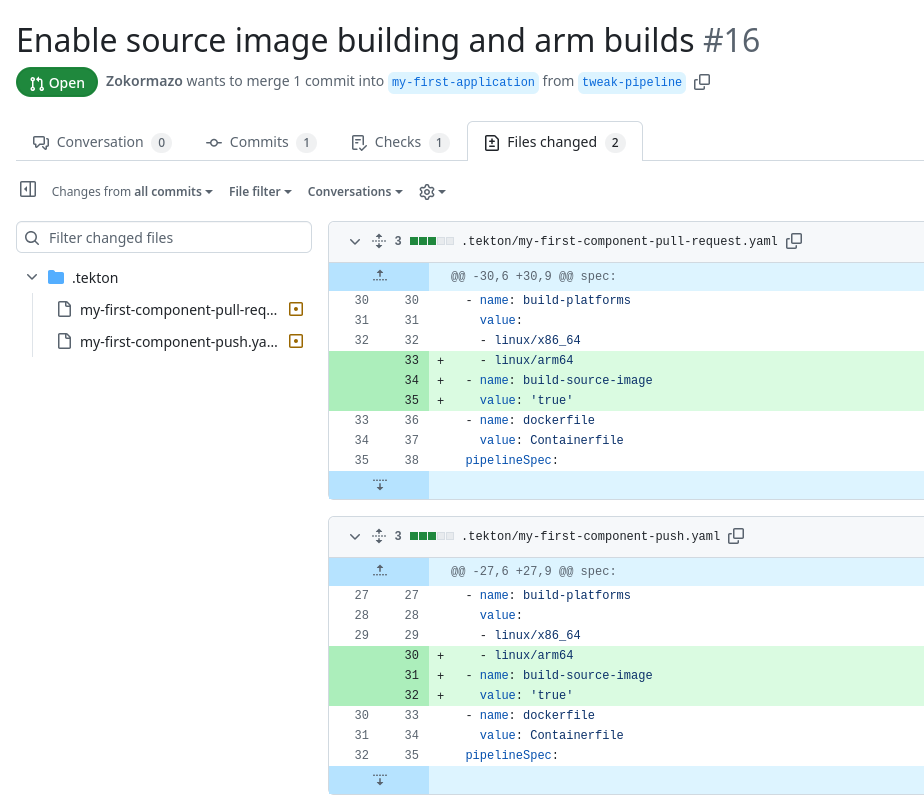 Enable source image building and arm builds #16
Open Zokormazo wants to merge 1 commit into my-first-application from tweak-pipeline
Conversation 0 Commits 1 Checks 1 Files changed 2
Changes from all commits File filter Conversations
Filter changed files
.tekton
my-first-component-pull-req...
my-first-component-push.ya...
3 .tekton/my-first-component-pull-request.yaml
@@ -30,6 +30,9 @@ spec:
30 30 - name: build-platforms
31 31 value:
32 32 - linux/x86_64
33 + - linux/arm64
34 + - name: build-source-image
35 + value: 'true'
33 36 - name: dockerfile
34 37 value: Containerfile
35 38 pipelineSpec:
3 .tekton/my-first-component-push.yaml
@@ -27,6 +27,9 @@ spec:
27 27 - name: build-platforms
28 28 value:
29 29 - linux/x86_64
30 + - linux/arm64
31 + - name: build-source-image
32 + value: 'true'
30 33 - name: dockerfile
31 34 value: Containerfile
32 35 pipelineSpec: